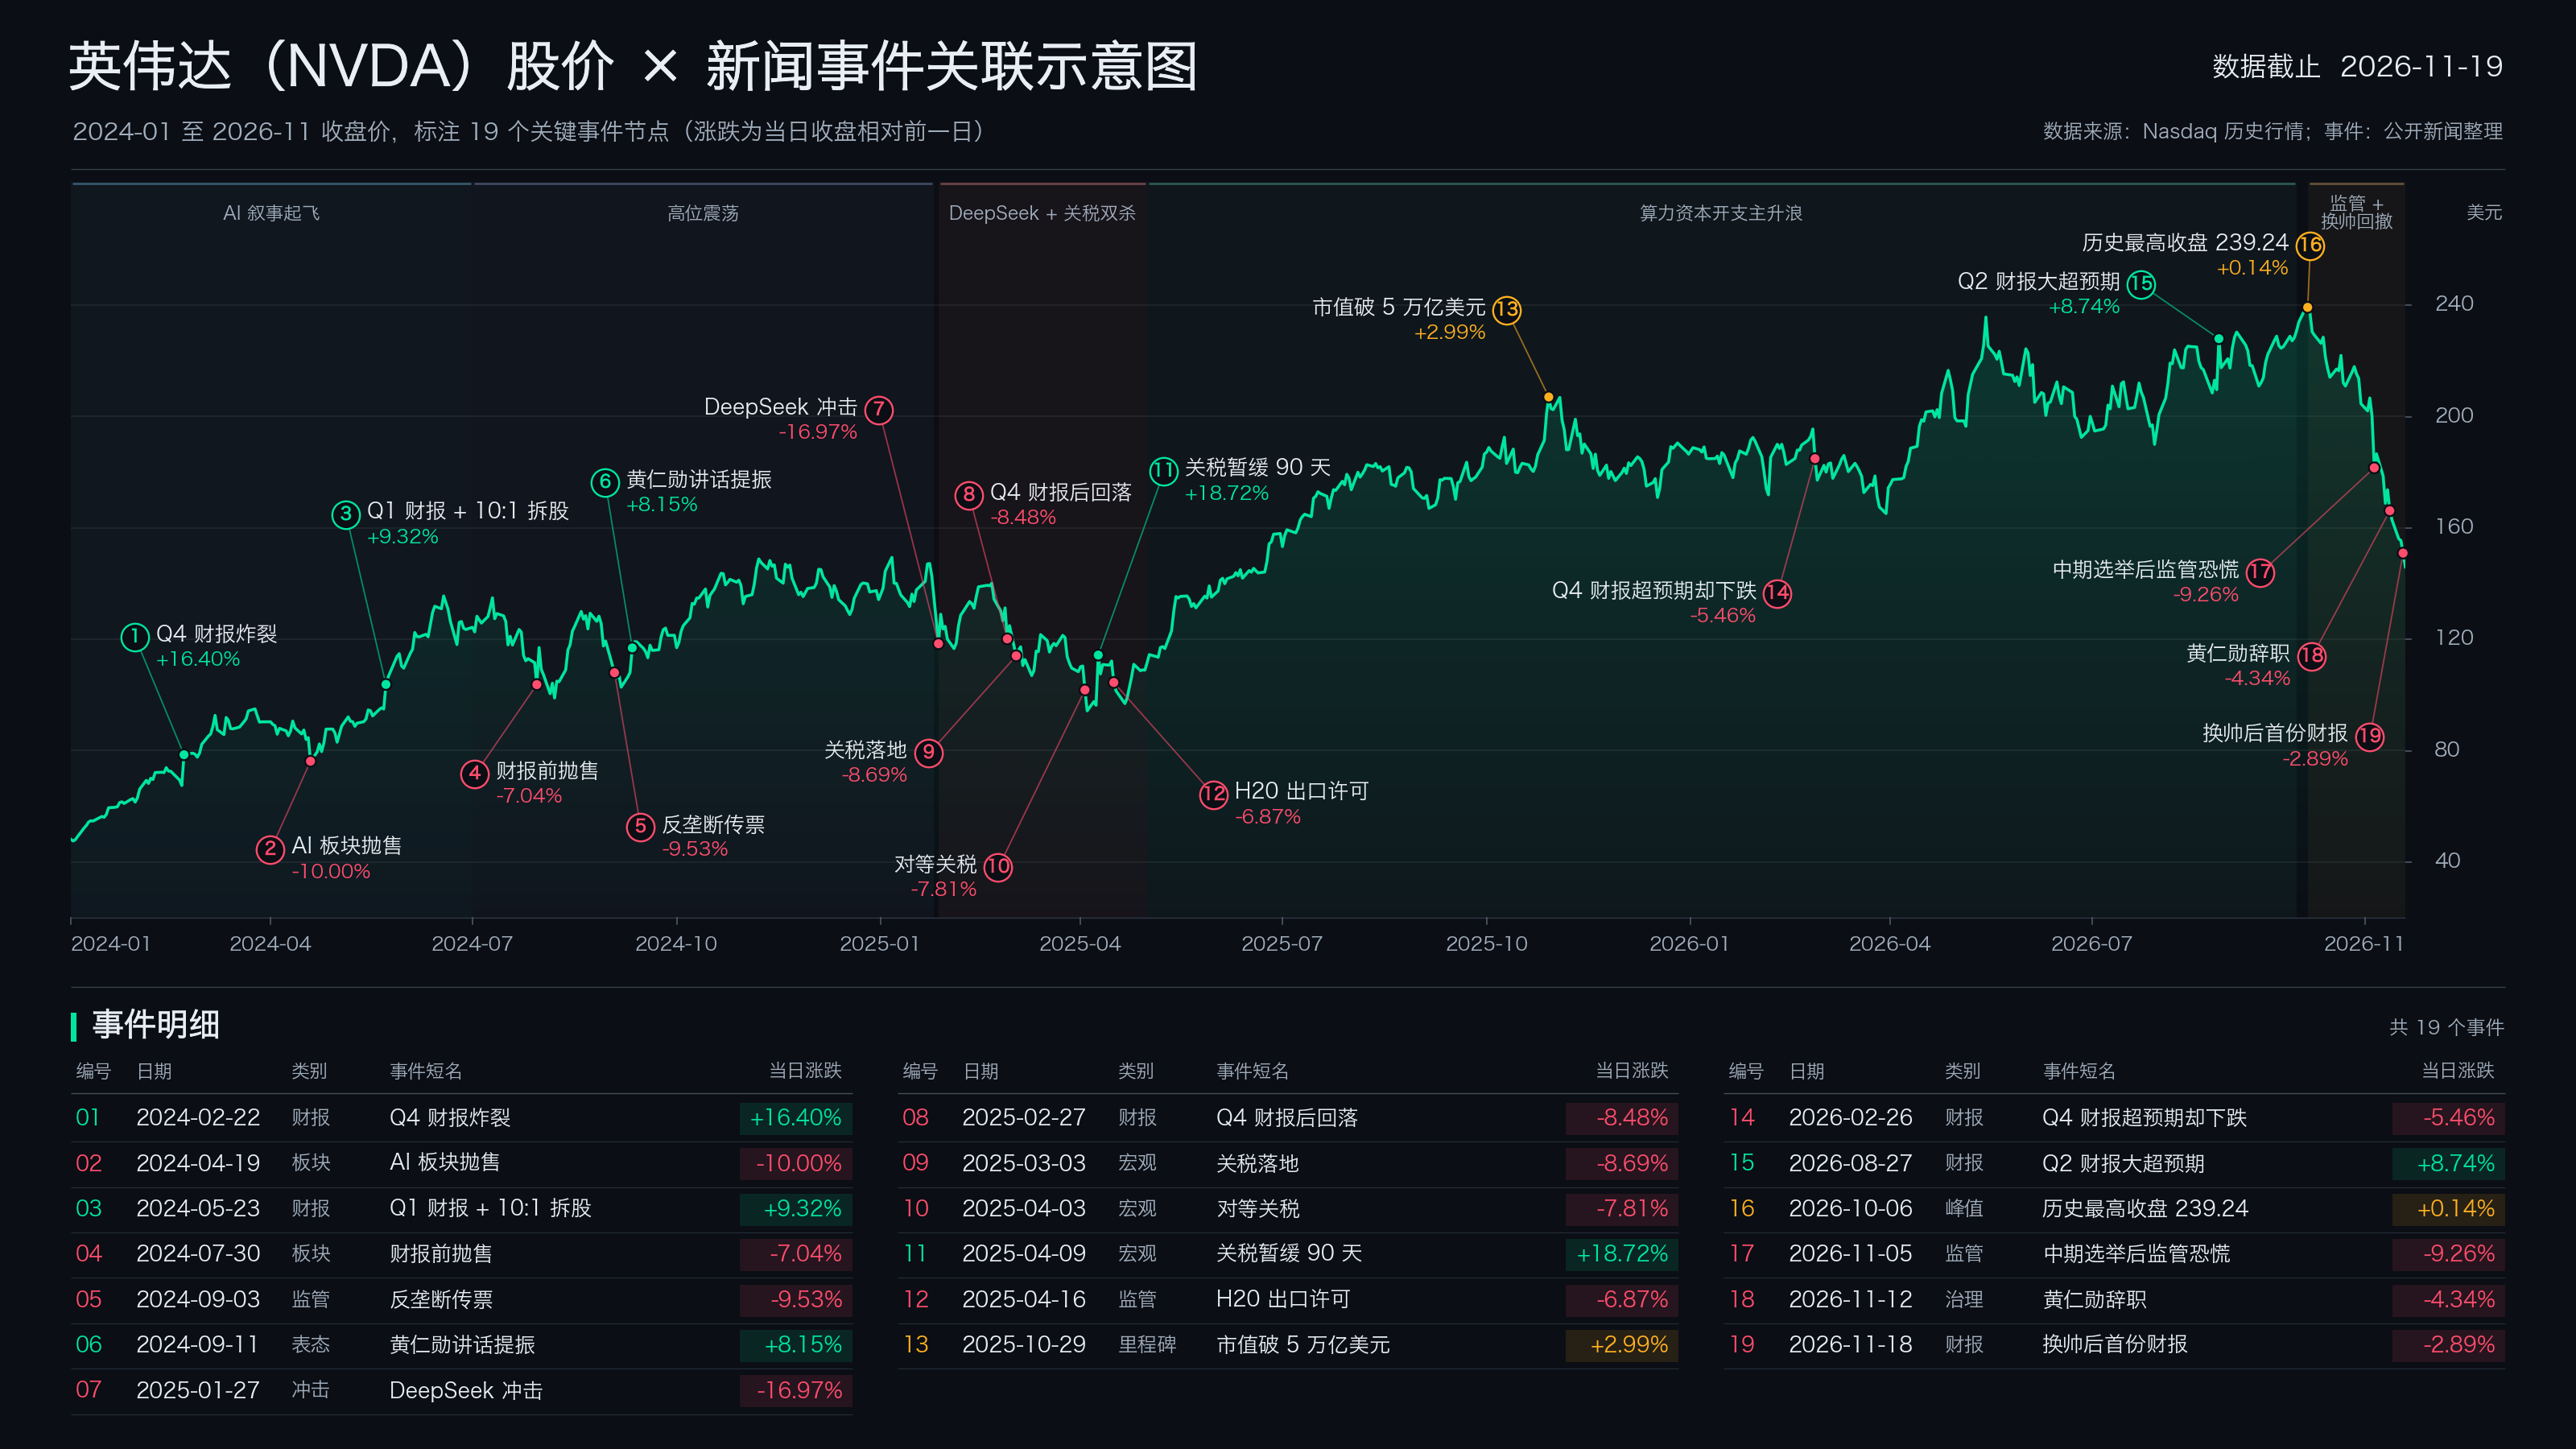 英伟达（NVDA）股价 × 新闻事件关联示意图
数据截止 2026-11-19
2024-01 至 2026-11 收盘价，标注 19 个关键事件节点（涨跌为当日收盘相对前一日）
数据来源：Nasdaq 历史行情；事件：公开新闻整理
AI 叙事起飞
高位震荡
DeepSeek + 关税双杀
算力资本开支主升浪
监管 +
换帅回撤
美元
历史最高收盘 239.24
16
+0.14%
Q2 财报大超预期
15
+8.74%
市值破 5 万亿美元
13
+2.99%
DeepSeek 冲击
7
-16.97%
6
黄仁勋讲话提振
+8.15%
3
Q1 财报 + 10:1 拆股
+9.32%
8
Q4 财报后回落
-8.48%
11
关税暂缓 90 天
+18.72%
1
Q4 财报炸裂
+16.40%
Q4 财报超预期却下跌
14
-5.46%
中期选举后监管恐慌
17
-9.26%
黄仁勋辞职
18
-4.34%
换帅后首份财报
19
-2.89%
4
财报前抛售
-7.04%
关税落地
9
-8.69%
12
H20 出口许可
-6.87%
5
反垄断传票
-9.53%
2
AI 板块抛售
-10.00%
对等关税
10
-7.81%
240
200
160
120
80
40
2024-01
2024-04
2024-07
2024-10
2025-01
2025-04
2025-07
2025-10
2026-01
2026-04
2026-07
2026-11
事件明细
共 19 个事件
编号 日期 类别 事件短名 当日涨跌
01 2024-02-22 财报 Q4 财报炸裂 +16.40%
02 2024-04-19 板块 AI 板块抛售 -10.00%
03 2024-05-23 财报 Q1 财报 + 10:1 拆股 +9.32%
04 2024-07-30 板块 财报前抛售 -7.04%
05 2024-09-03 监管 反垄断传票 -9.53%
06 2024-09-11 表态 黄仁勋讲话提振 +8.15%
07 2025-01-27 冲击 DeepSeek 冲击 -16.97%
编号 日期 类别 事件短名 当日涨跌
08 2025-02-27 财报 Q4 财报后回落 -8.48%
09 2025-03-03 宏观 关税落地 -8.69%
10 2025-04-03 宏观 对等关税 -7.81%
11 2025-04-09 宏观 关税暂缓 90 天 +18.72%
12 2025-04-16 监管 H20 出口许可 -6.87%
13 2025-10-29 里程碑 市值破 5 万亿美元 +2.99%
编号 日期 类别 事件短名 当日涨跌
14 2026-02-26 财报 Q4 财报超预期却下跌 -5.46%
15 2026-08-27 财报 Q2 财报大超预期 +8.74%
16 2026-10-06 峰值 历史最高收盘 239.24 +0.14%
17 2026-11-05 监管 中期选举后监管恐慌 -9.26%
18 2026-11-12 治理 黄仁勋辞职 -4.34%
19 2026-11-18 财报 换帅后首份财报 -2.89%